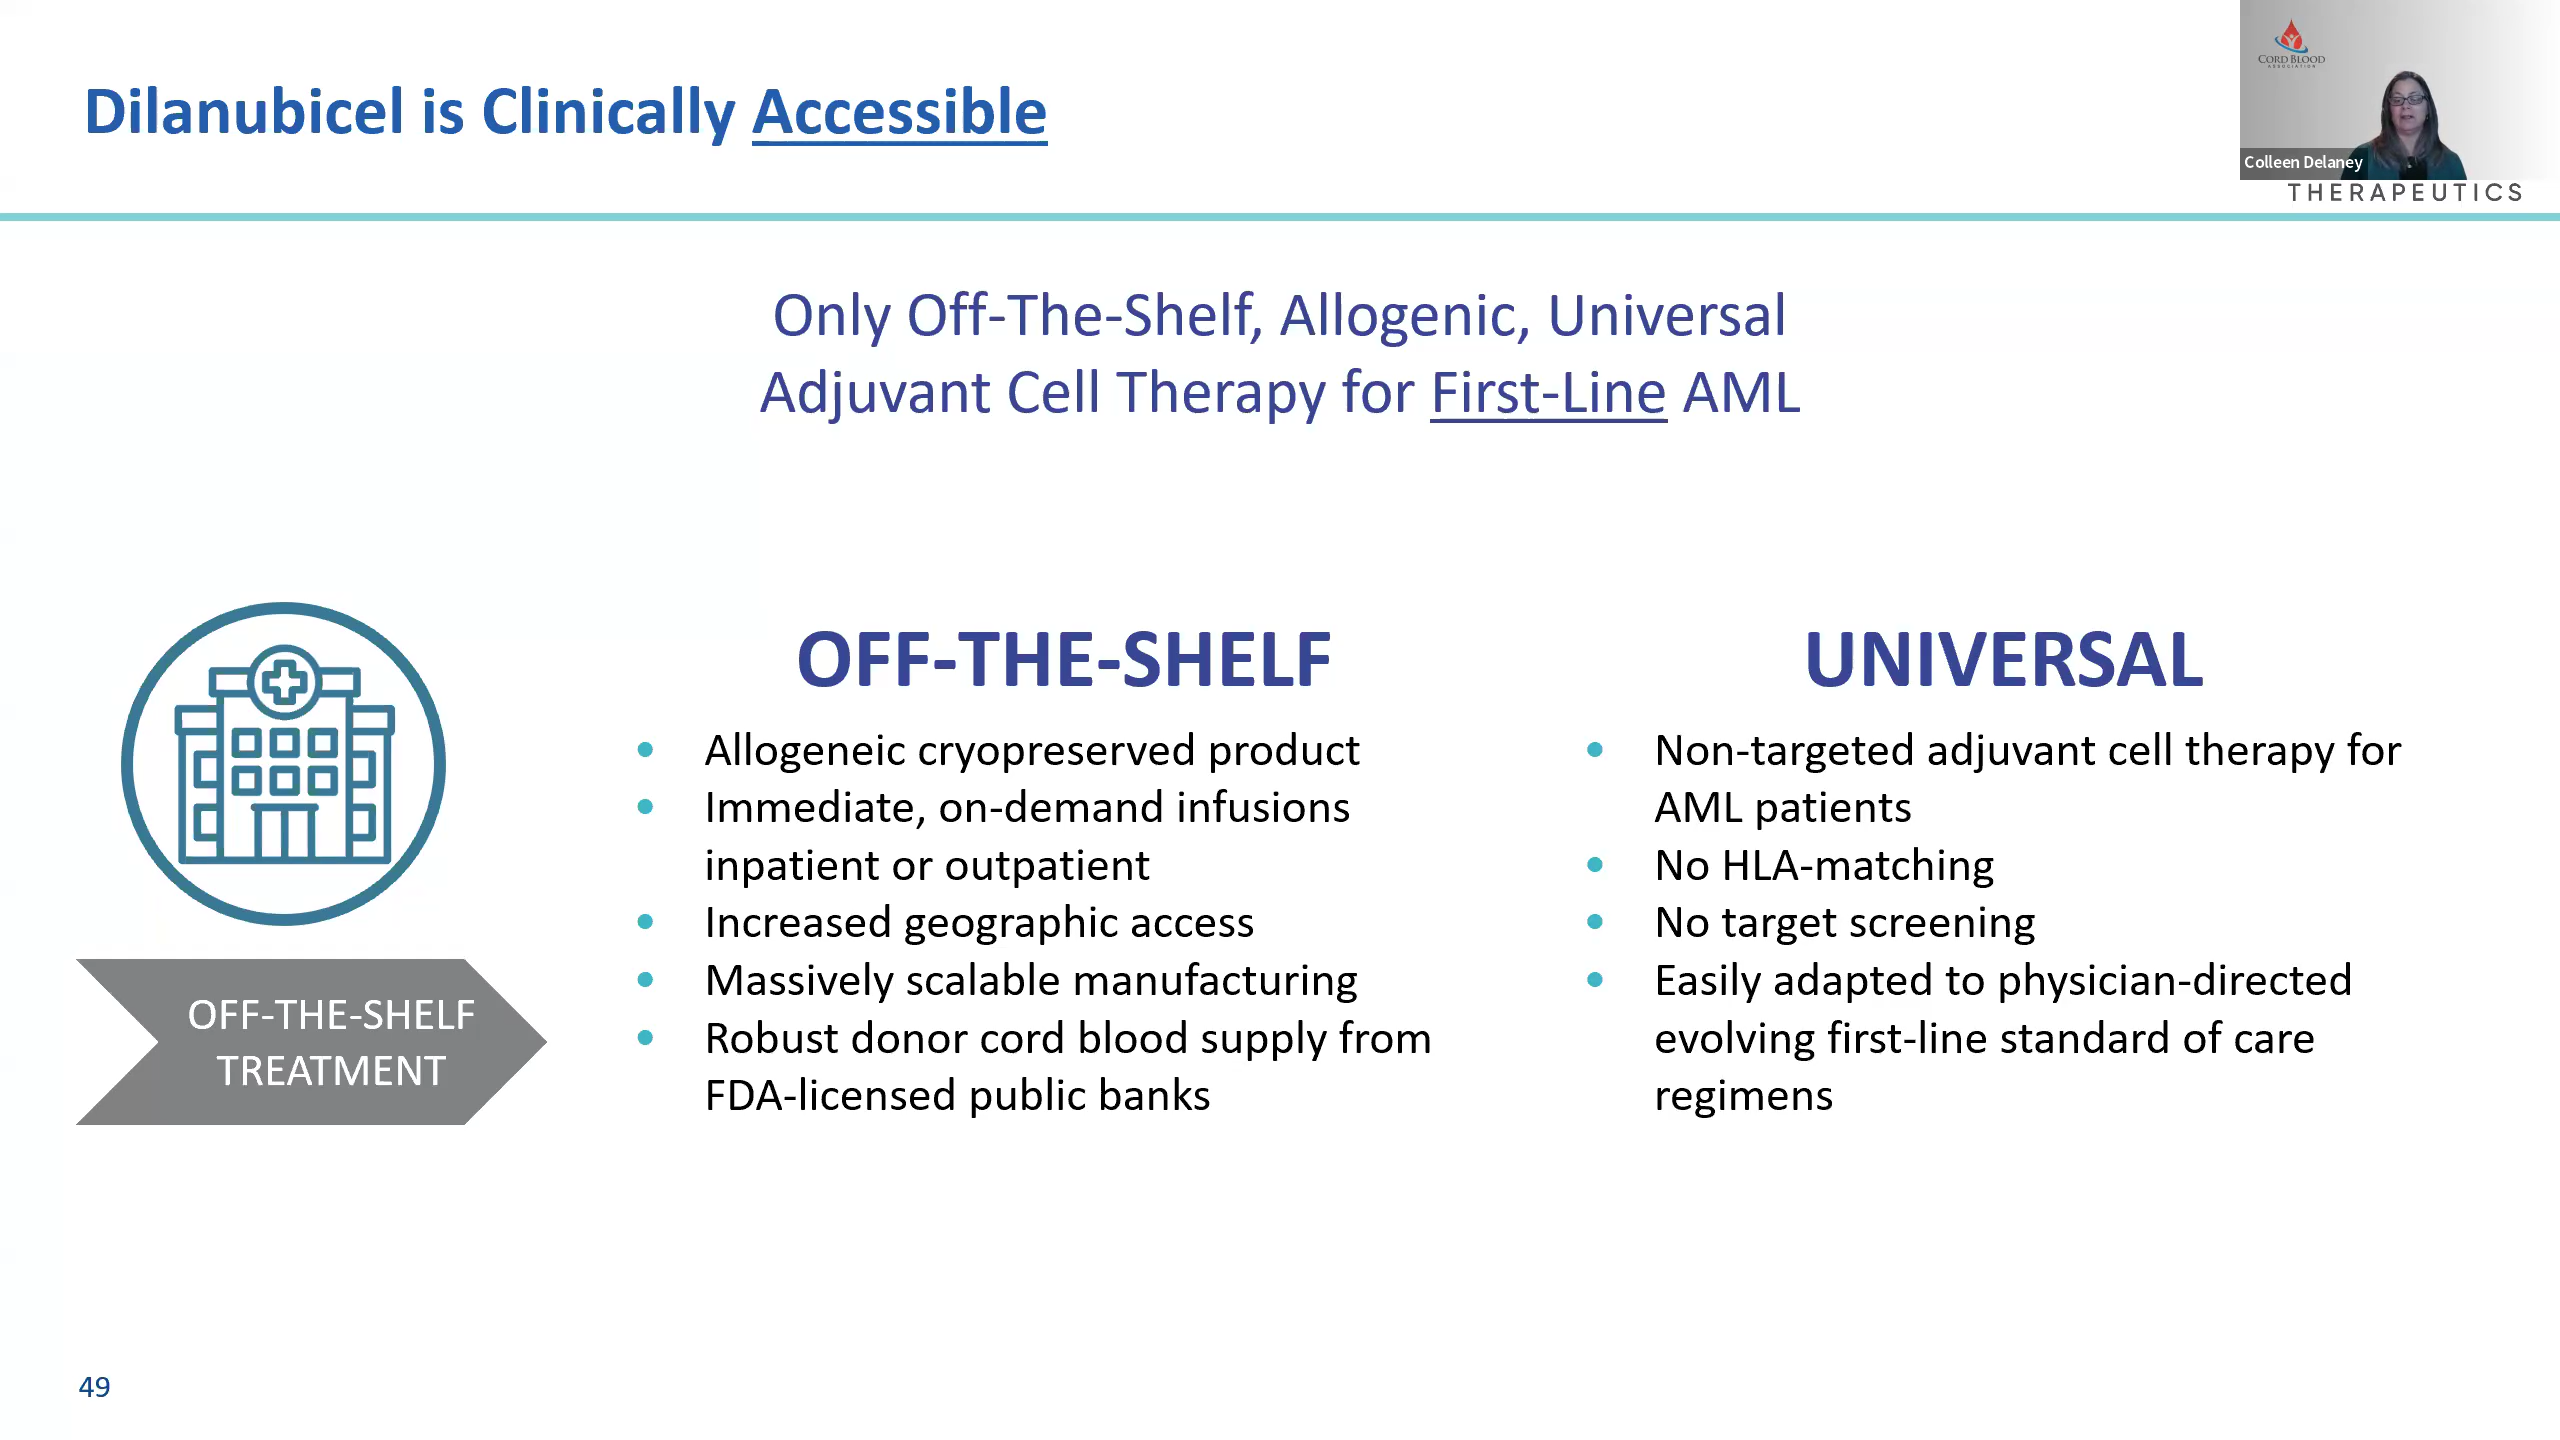 Dilanubicel is Clinically Accessible
CORD BLOOD
ASSOCIATION
Colleen Delaney
THERAPEUTICS
Only Off-The-Shelf, Allogenic, Universal
Adjuvant Cell Therapy for First-Line AML
OFF-THE-SHELF
TREATMENT
OFF-THE-SHELF
• Allogeneic cryopreserved product
• Immediate, on-demand infusions
inpatient or outpatient
• Increased geographic access
• Massively scalable manufacturing
• Robust donor cord blood supply from
FDA-licensed public banks
UNIVERSAL
• Non-targeted adjuvant cell therapy for
AML patients
• No HLA-matching
• No target screening
• Easily adapted to physician-directed
evolving first-line standard of care
regimens
49